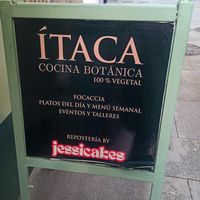 ÍTACA
COCINA BOTÁNICA
100% VEGETAL
FOCACCIA
PLATOS DEL DÍA Y MENÚ SEMANAL
EVENTOS Y TALLERES
REPOSTERÍA BY
jessicakes